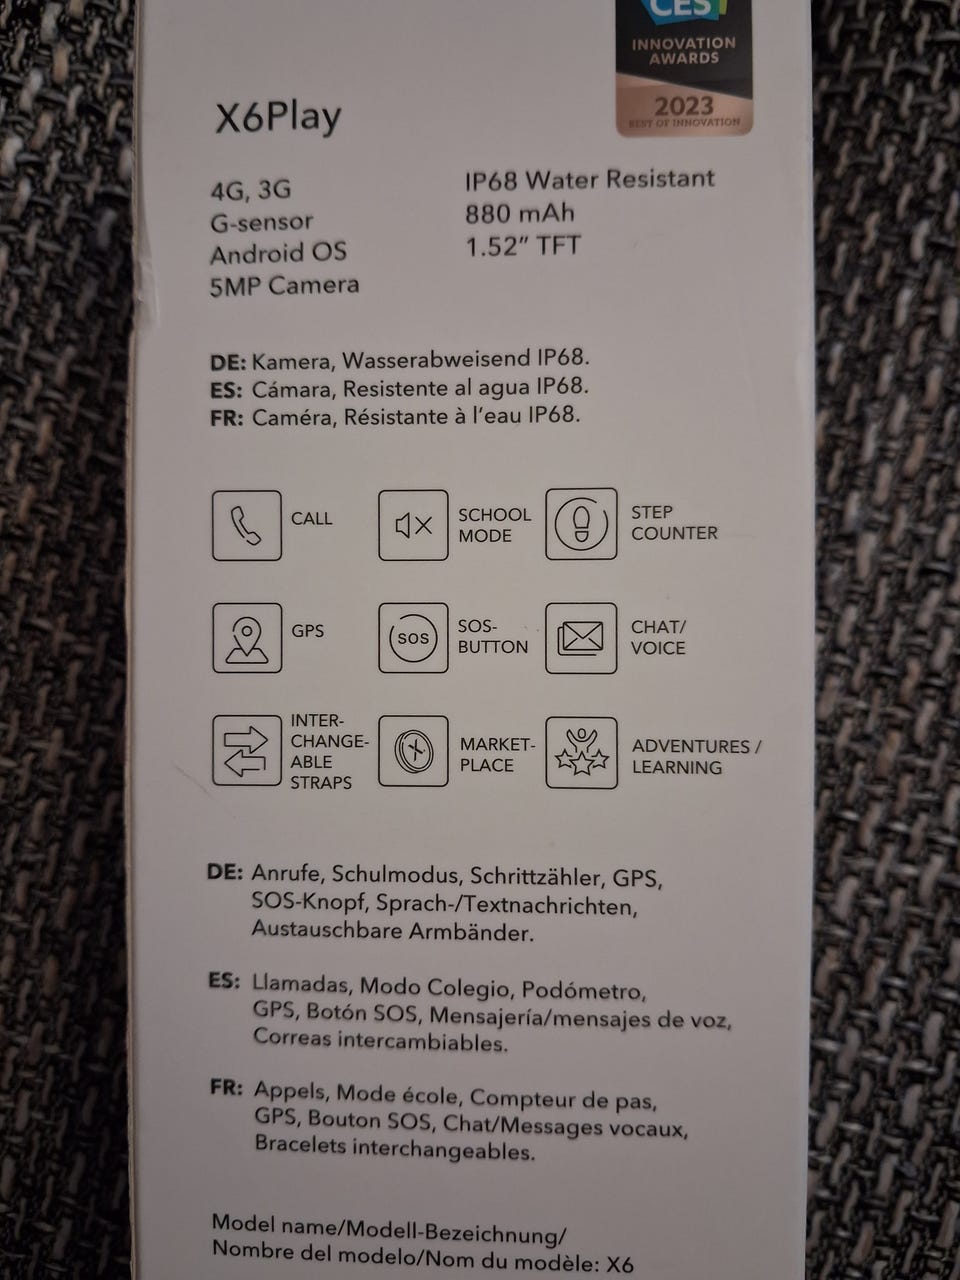 CES
INNOVATION
AWARDS
2023
BEST OF INNOVATION
X6Play
4G, 3G
G-sensor
Android OS
5MP Camera
IP68 Water Resistant
880 mAh
1.52" TFT
DE: Kamera, Wasserabweisend IP68.
ES: Cámara, Resistente al agua IP68.
FR: Caméra, Résistante à l'eau IP68.
CALL
SCHOOL
MODE
STEP
COUNTER
GPS
SOS
SOS-
BUTTON
CHAT/
VOICE
INTER-
CHANGE-
ABLE
STRAPS
MARKET-
PLACE
ADVENTURES /
LEARNING
DE: Anrufe, Schulmodus, Schrittzähler, GPS,
SOS-Knopf, Sprach-/Textnachrichten,
Austauschbare Armbänder.
ES: Llamadas, Modo Colegio, Podómetro,
GPS, Botón SOS, Mensajería/mensajes de voz,
Correas intercambiables.
FR: Appels, Mode école, Compteur de pas,
GPS, Bouton SOS, Chat/Messages vocaux,
Bracelets interchangeables.
Model name/Modell-Bezeichnung/
Nombre del modelo/Nom du modèle: X6